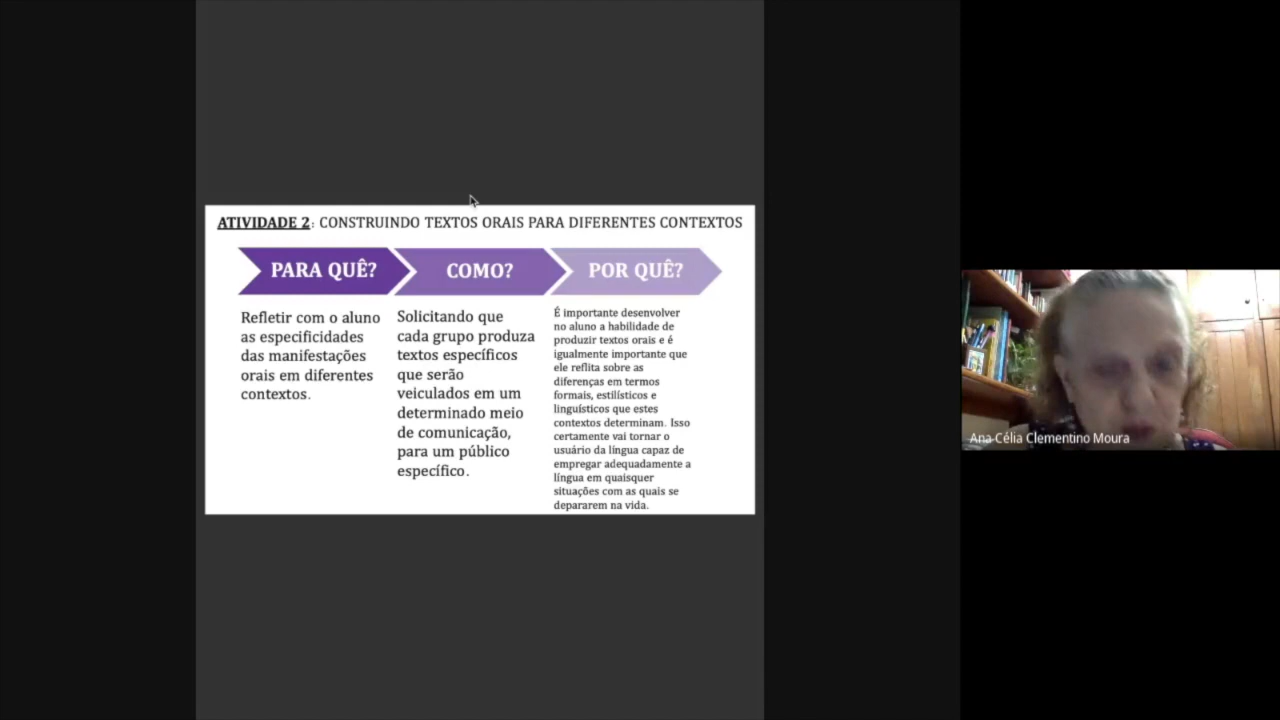 ATIVIDADE 2: CONSTRUINDO TEXTOS ORAIS PARA DIFERENTES CONTEXTOS
PARA QUÊ?
Refletir com o aluno
as especificidades
das manifestações
orais em diferentes
contextos.
COMO?
Solicitando que
cada grupo produza
textos específicos
que serão
veiculados em um
determinado meio
de comunicação,
para um público
específico.
POR QUÊ?
É importante desenvolver
no aluno a habilidade de
produzir textos orais e é
igualmente importante que
ele reflita sobre as
diferenças em termos
formais, estilísticos e
linguísticos que estes
contextos determinam. Isso
certamente vai tornar o
usuário da língua capaz de
empregar adequadamente a
língua em quaisquer
situações com as quais se
depararem na vida.
Ana Célia Clementino Moura